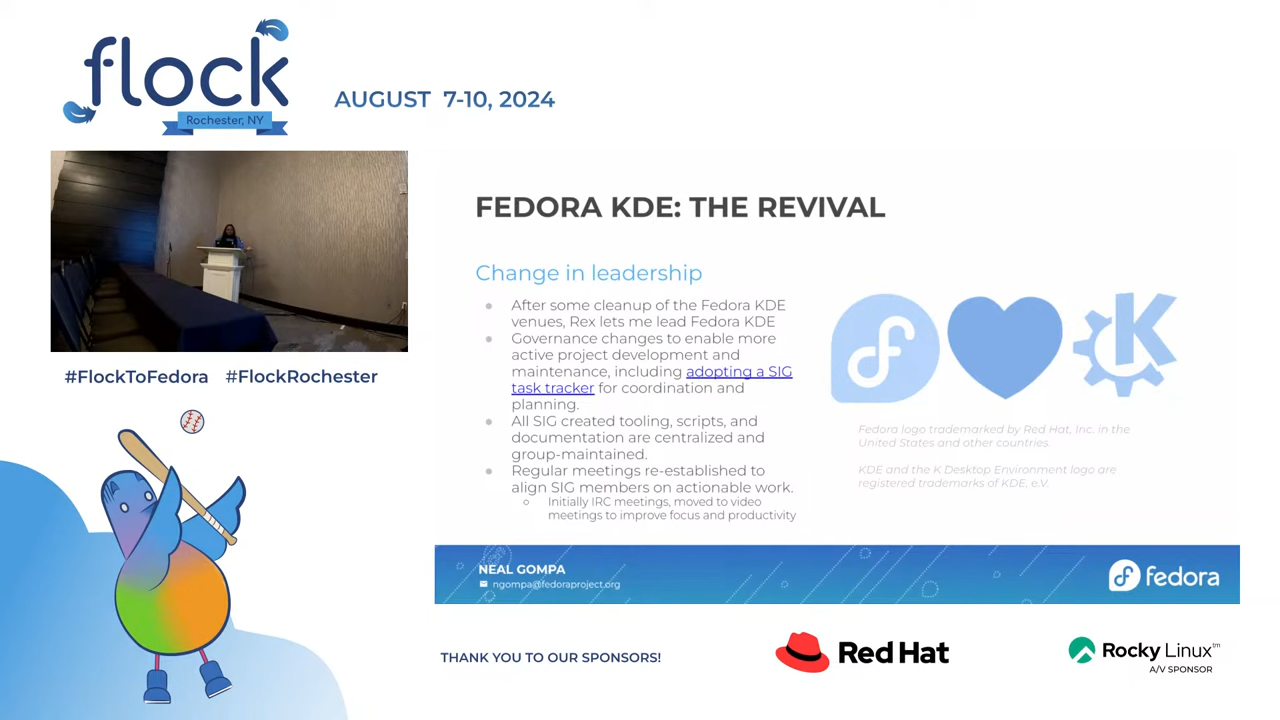 flock
Rochester, NY
AUGUST 7-10, 2024
FEDORA KDE: THE REVIVAL
Change in leadership
After some cleanup of the Fedora KDE
venues, Rex lets me lead Fedora KDE
Governance changes to enable more
active project development and
maintenance, including adopting a SIG
task tracker for coordination and
planning.
All SIG created tooling, scripts, and
documentation are centralized and
group-maintained.
Regular meetings re-established to
align SIG members on actionable work.
Initially IRC meetings, moved to video
meetings to improve focus and productivity
K
Fedora logo trademarked by Red Hat, Inc. in the
United States and other countries.
KDE and the K Desktop Environment logo are
registered trademarks of KDE, e.V.
#FlockToFedora #FlockRochester
NEAL GOMPA
ngompa@fedoraproject.org
fedora
THANK YOU TO OUR SPONSORS!
Red Hat
Rocky Linux™
A/V SPONSOR